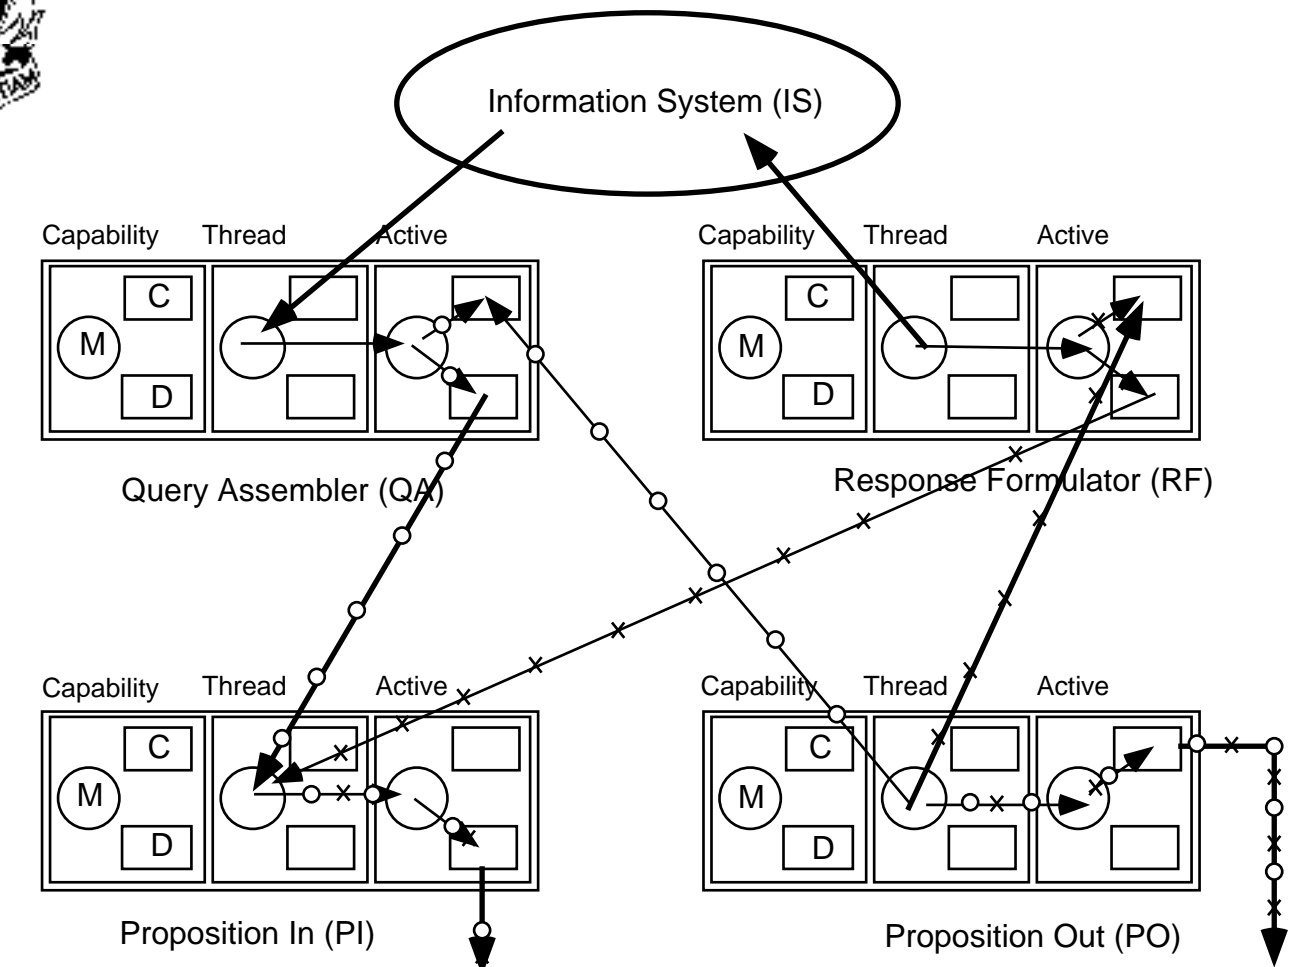 Information System (IS)
Capability Thread Active
Capability Thread Active
C
C
M
M
D
D
Query Assembler (QA)
Response Formulator (RF)
Capability Thread Active
Capability Thread Active
C
C
M
M
D
D
Proposition In (PI)
Proposition Out (PO)